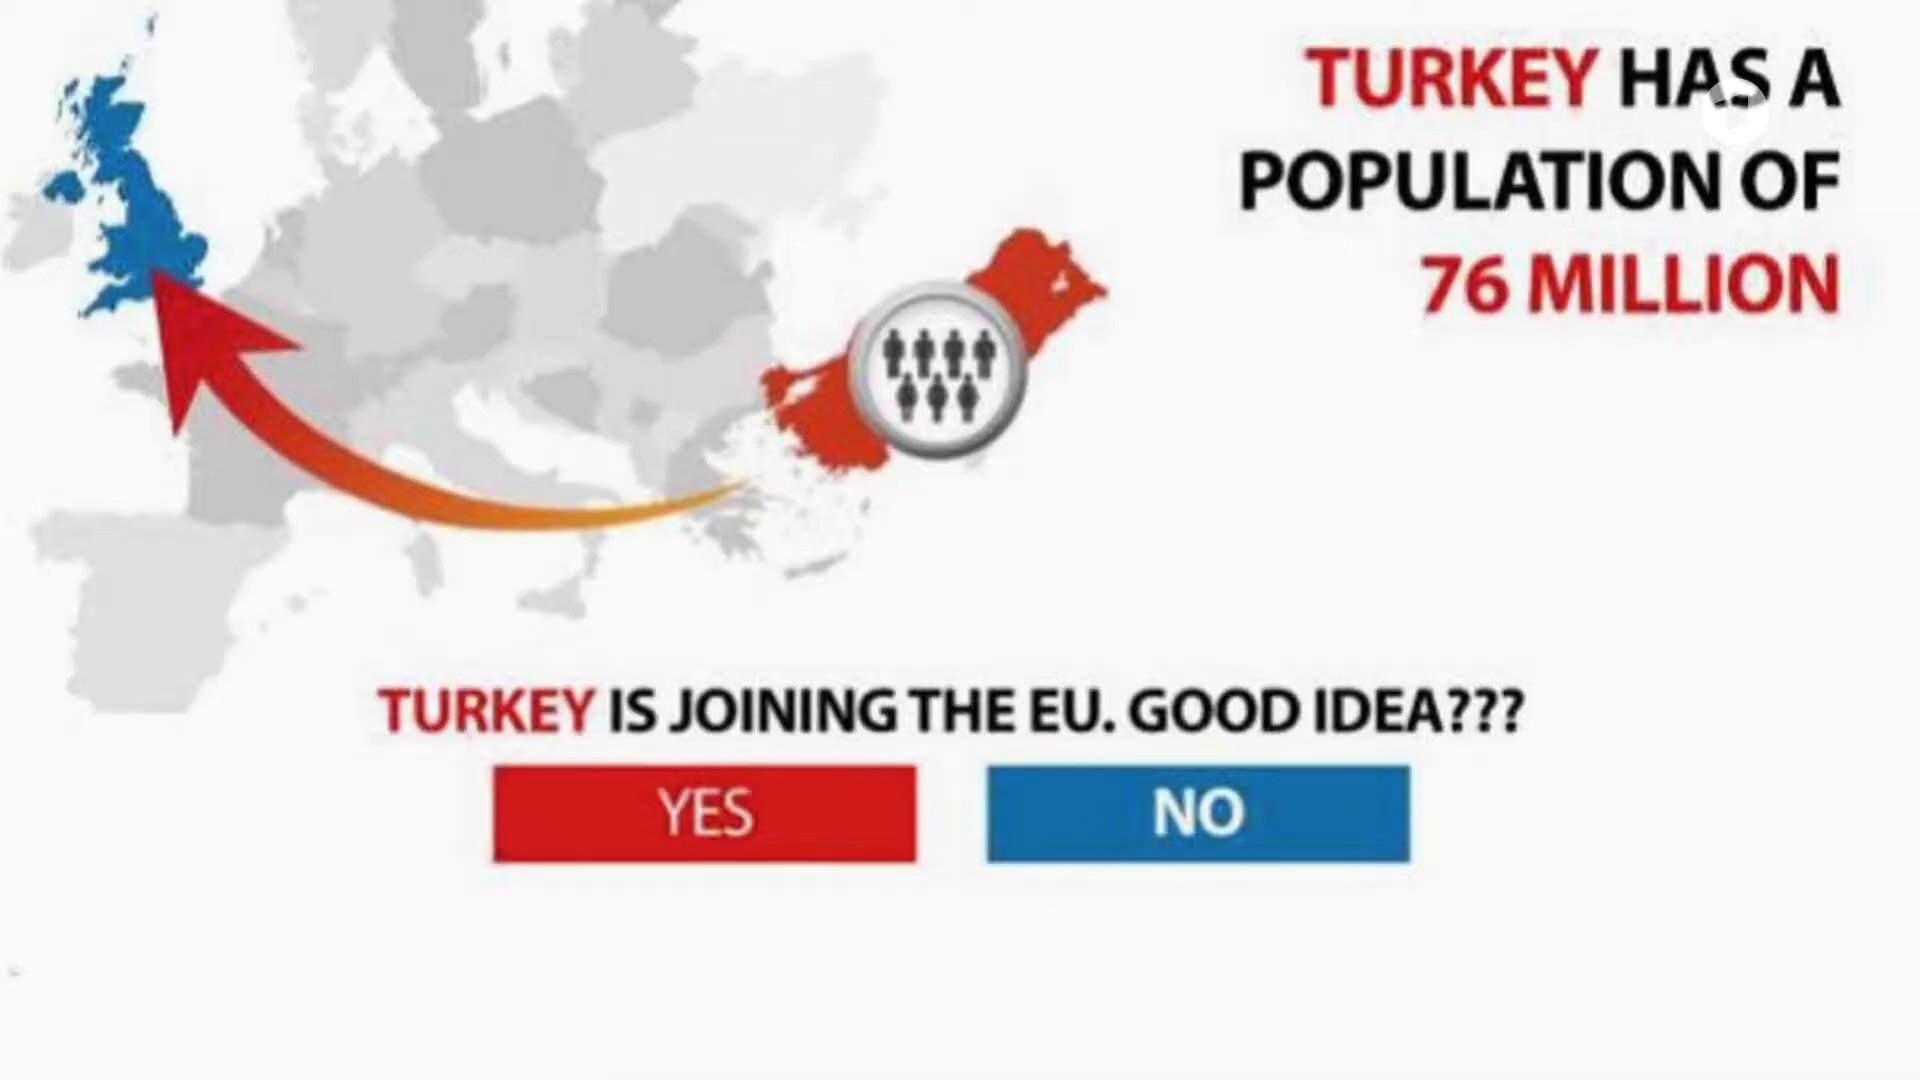 TURKEY HAS A
POPULATION OF
76 MILLION
TURKEY IS JOINING THE EU. GOOD IDEA???
YES
NO